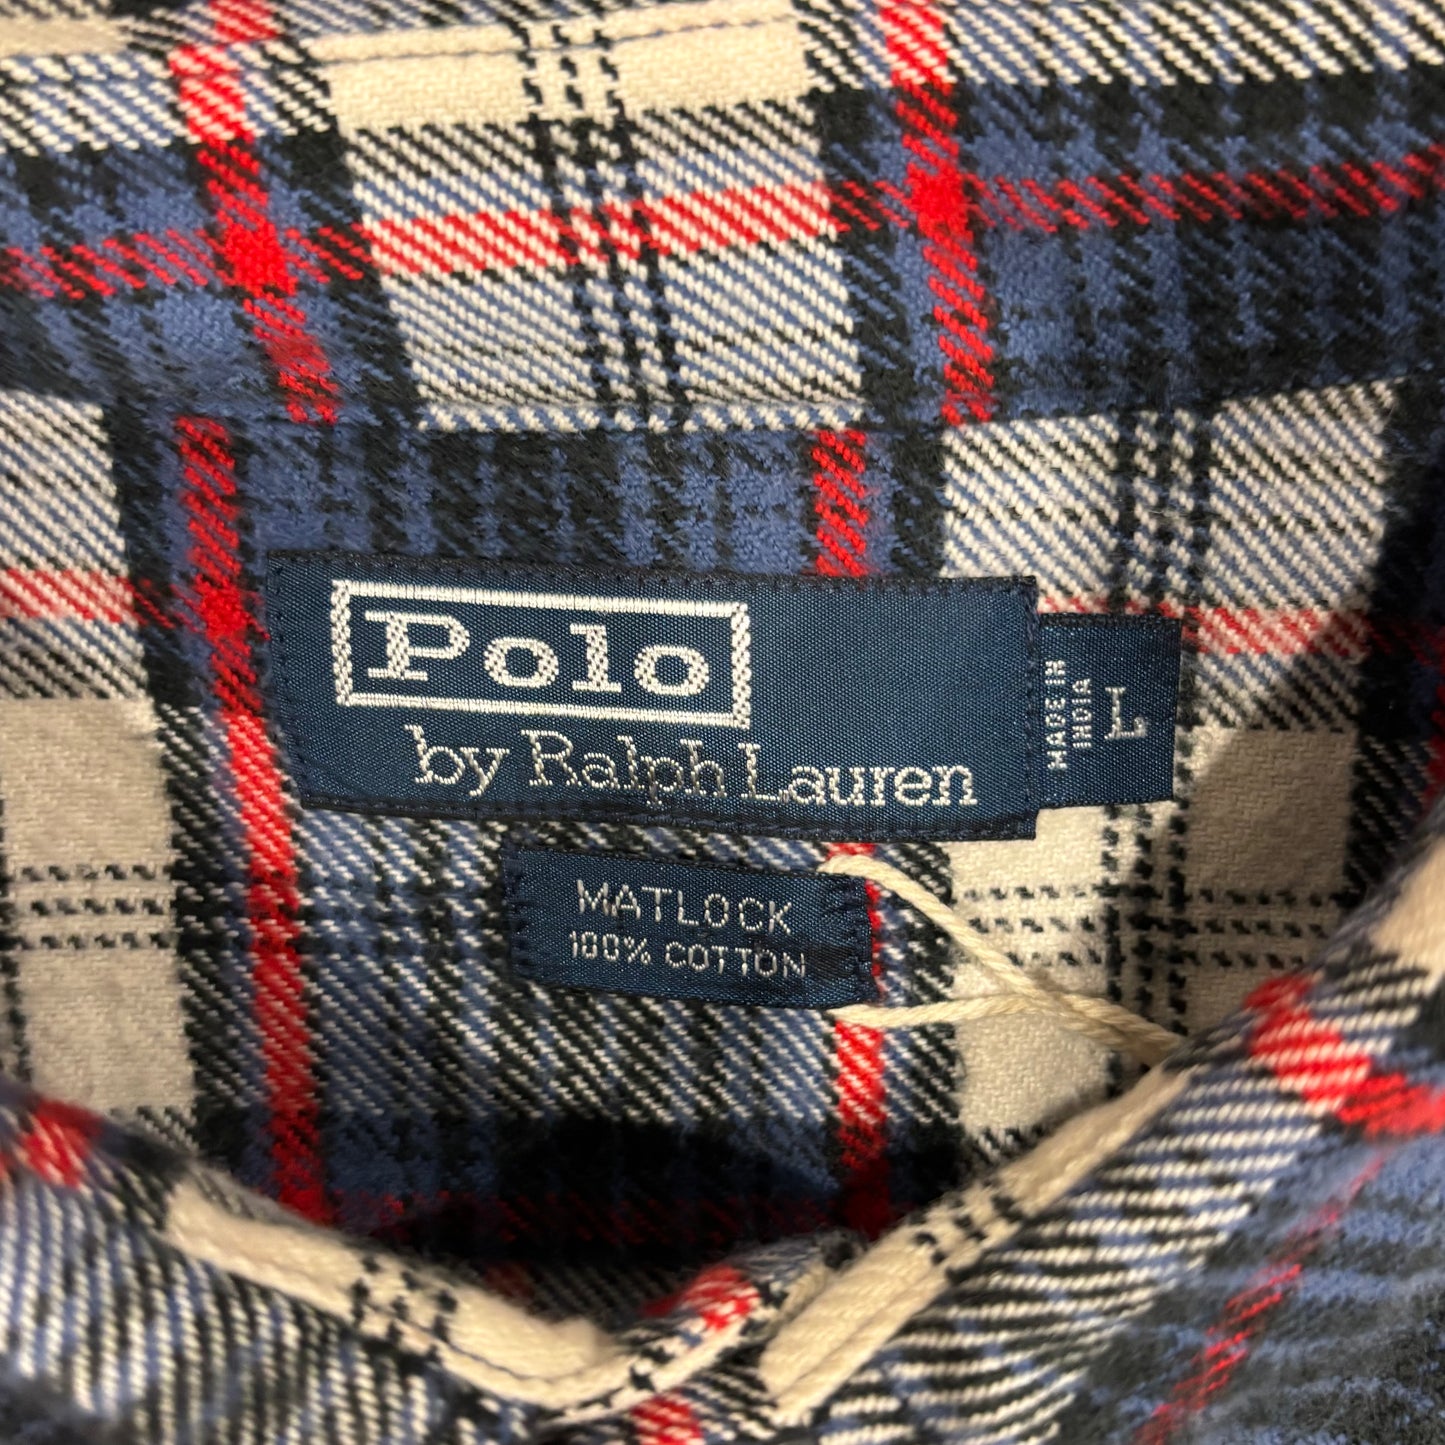 Polo
by Ralph Lauren
MADE IN
INDIA
L
MATLOCK
100% COTTON